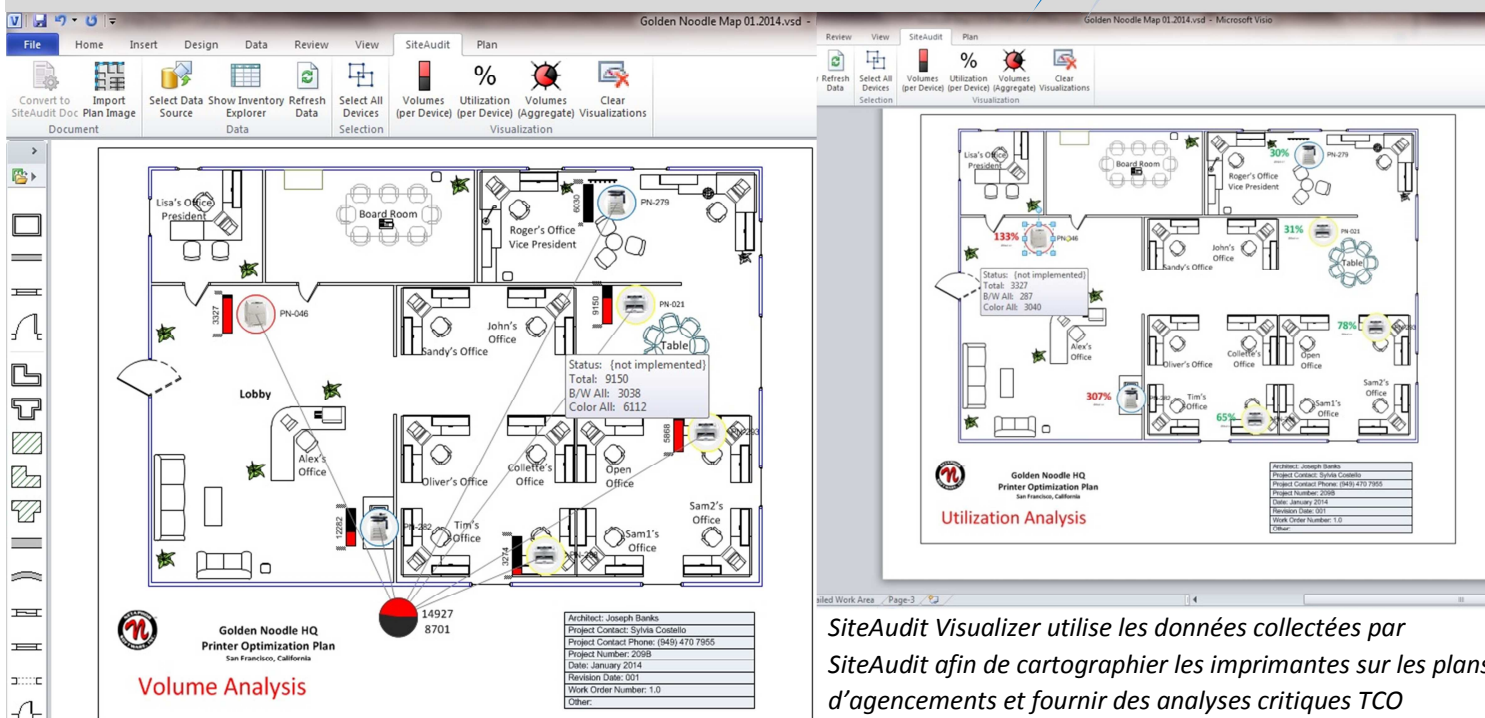 Golden Noodle Map 01.2014.vsd -
File Home Insert Design Data Review View SiteAudit Plan
Convert to SiteAudit Doc
Import Plan Image
Document
Select Data Source
Show Inventory Explorer
Refresh Data
Data
Select All Devices
Selection
Volumes (per Device)
Utilization (per Device)
Volumes (Aggregate)
Clear Visualizations
Visualization
Lisa's Office
President
Board Room
Roger's Office
Vice President
6030
PN-279
3327
PN-046
9150
PN-021
John's
Office
Sandy's Office
Table
Status: {not implemented}
Total: 9150
B/W All: 3038
Color All: 6112
Lobby
5868
PN-293
Alex's
Office
Oliver's Office
Collette's
Office
Open
Office
Sam2's
Office
12282
PN-282
Tim's
Office
3274
Sam1's
Office
14927
8701
Golden Noodle HQ
Printer Optimization Plan
San Francisco, California
Volume Analysis
Architect: Joseph Banks
Project Contact: Sylvia Costello
Project Contact Phone: (949) 470 7955
Project Number: 209B
Date: January 2014
Revision Date: 001
Work Order Number: 1.0
Other:
Golden Noodle Map 01.2014.vsd - Microsoft Visio
Review View SiteAudit Plan
Refresh Data
Select All Devices
Selection
Volumes (per Device)
Utilization (per Device)
Volumes (Aggregate)
Clear Visualizations
Visualization
Lisa's Office
President
Board Room
30%
PN-279
Roger's Office
Vice President
133%
PN-046
31%
PN-021
John's
Office
Sandy's Office
Table
Status: {not implemented}
Total: 3327
B/W All: 287
Color All: 3040
78%
Alex's
Office
Oliver's Office
Collette's
Office
Open
Office
Sam2's
Office
307%
Tim's
Office
65%
Sam1's
Office
Golden Noodle HQ
Printer Optimization Plan
San Francisco, California
Utilization Analysis
Architect: Joseph Banks
Project Contact: Sylvia Costello
Project Contact Phone: (949) 470 7955
Project Number: 209B
Date: January 2014
Revision Date: 001
Work Order Number: 1.0
Other:
ailed Work Area Page-3
SiteAudit Visualizer utilise les données collectées par
SiteAudit afin de cartographier les imprimantes sur les plans
d'agencements et fournir des analyses critiques TCO